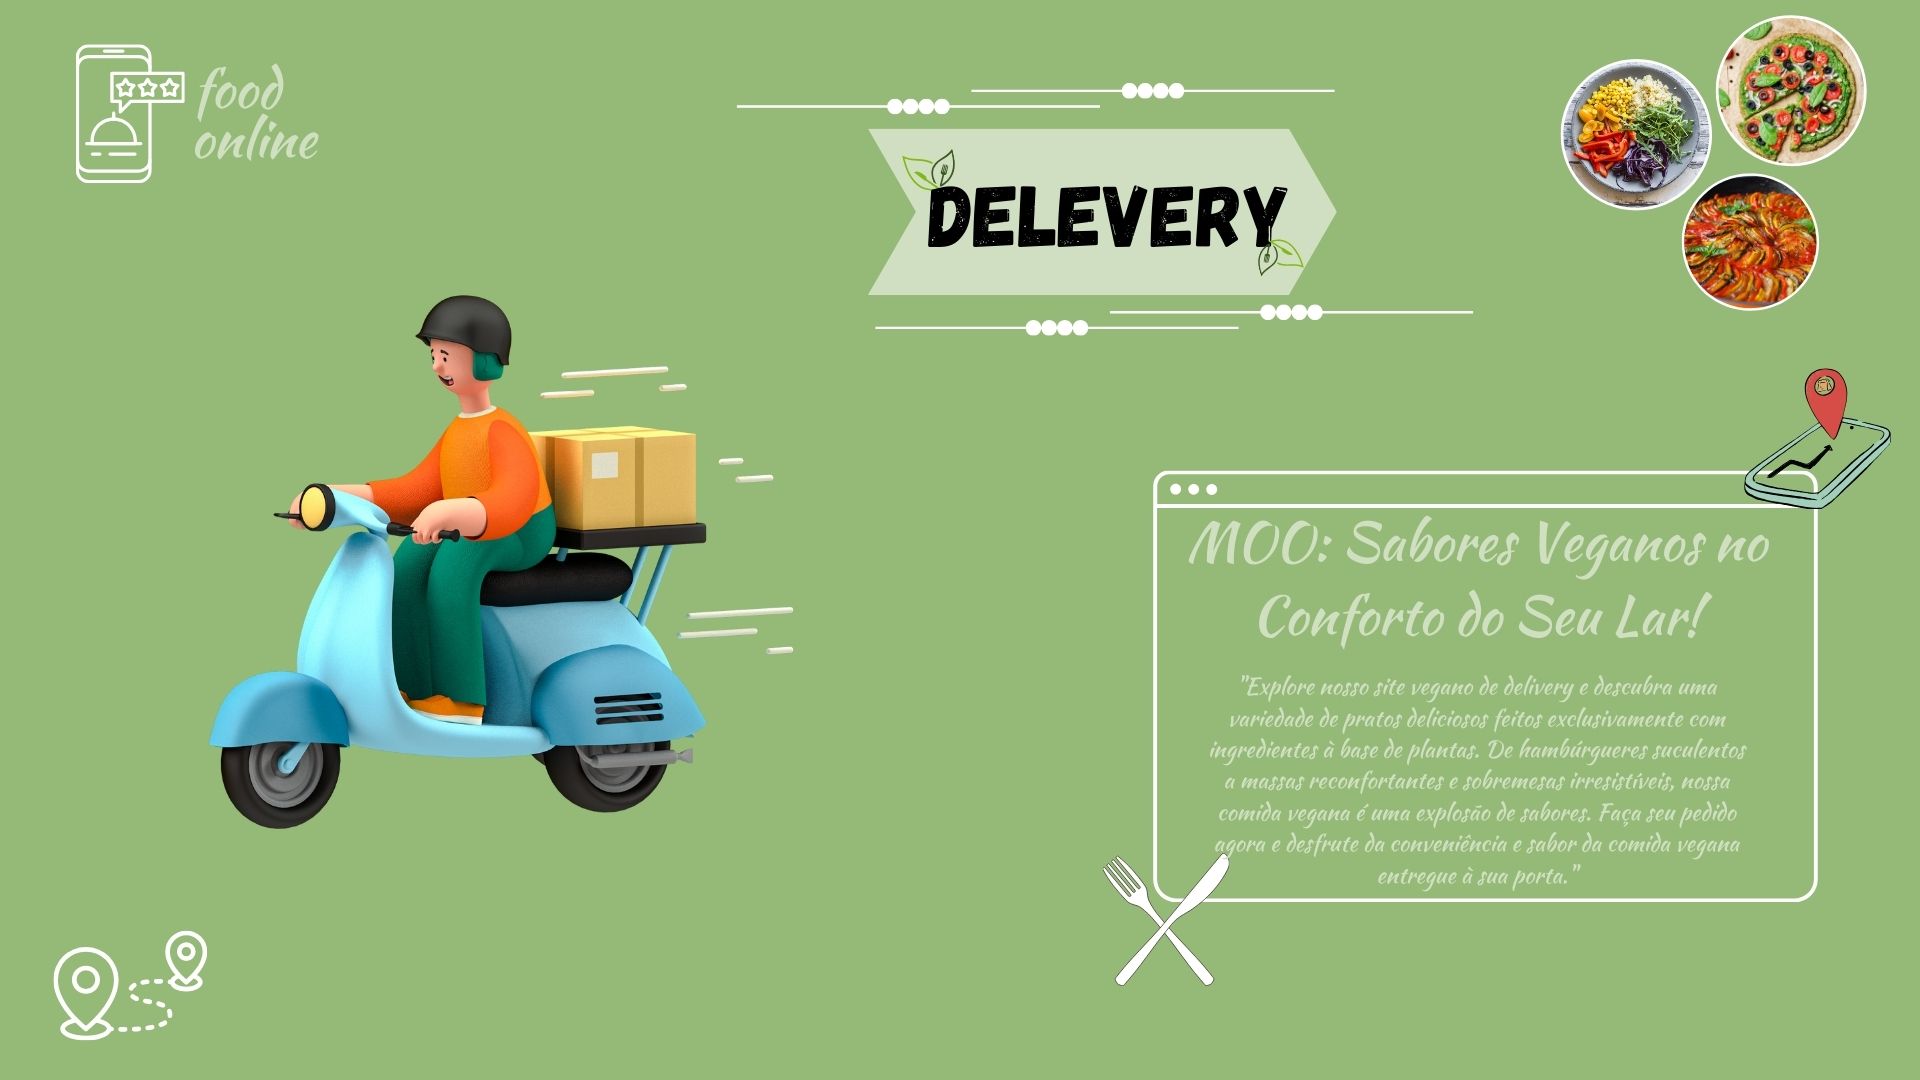 food
online
DELEVERY
MOO: Sabores Veganos no
Conforto do Seu Lar!
"Explore nosso site vegano de delivery e descubra uma
variedade de pratos deliciosos feitos exclusivamente com
ingredientes à base de plantas. De hambúrgueres suculentos
a massas reconfortantes e sobremesas irresistíveis, nossa
comida vegana é uma explosão de sabores. Faça seu pedido
agora e desfrute da conveniência e sabor da comida vegana
entregue à sua porta."